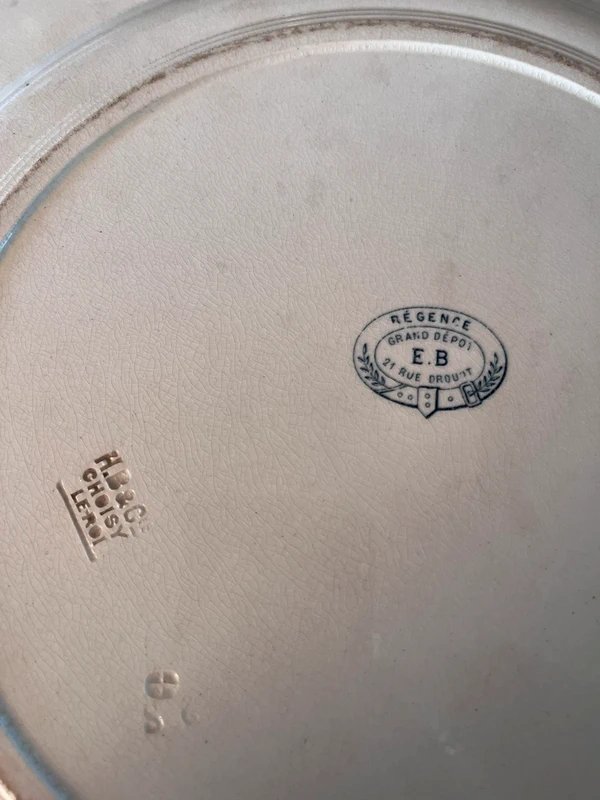 RÉGENCE
GRAND DÉPOT
E.B
21 RUE DROUOT
H.B & Cie
CHOISY
LE-ROI